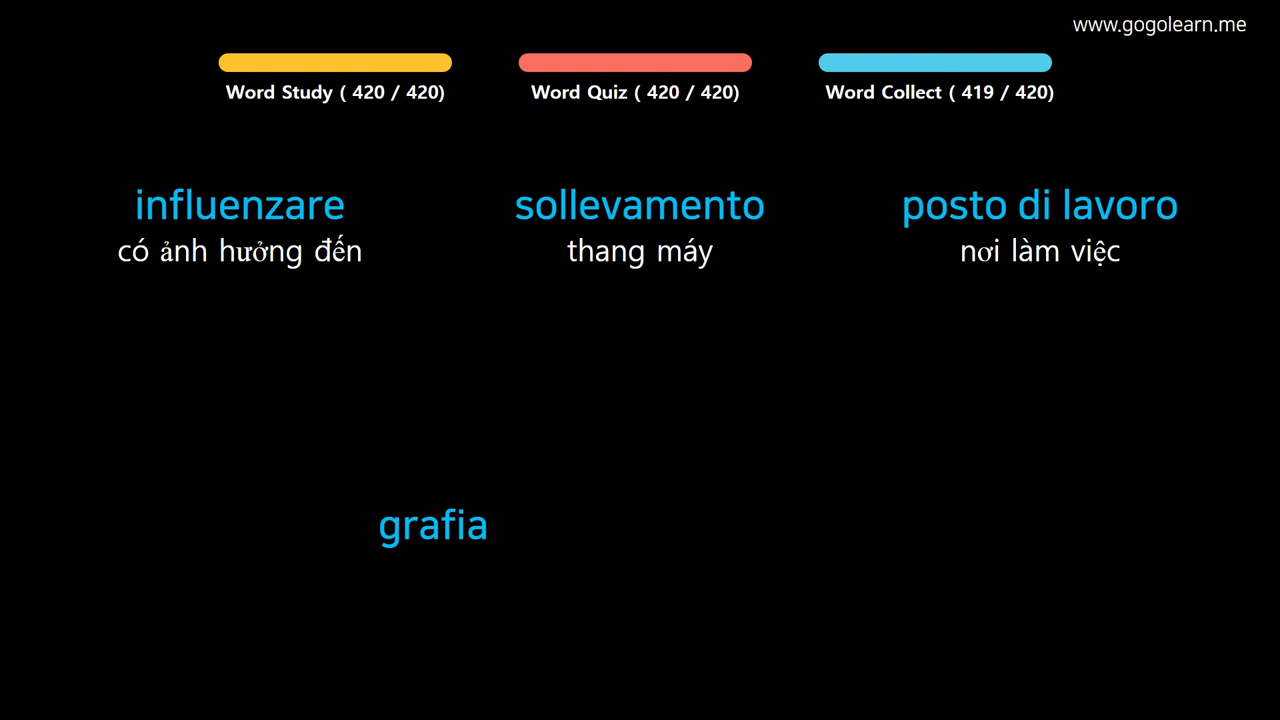 www.gogolearn.me
Word Study ( 420 / 420)
Word Quiz ( 420 / 420)
Word Collect ( 419 / 420)
influenzare
có ảnh hưởng đến
sollevamento
thang máy
posto di lavoro
nơi làm việc
grafia